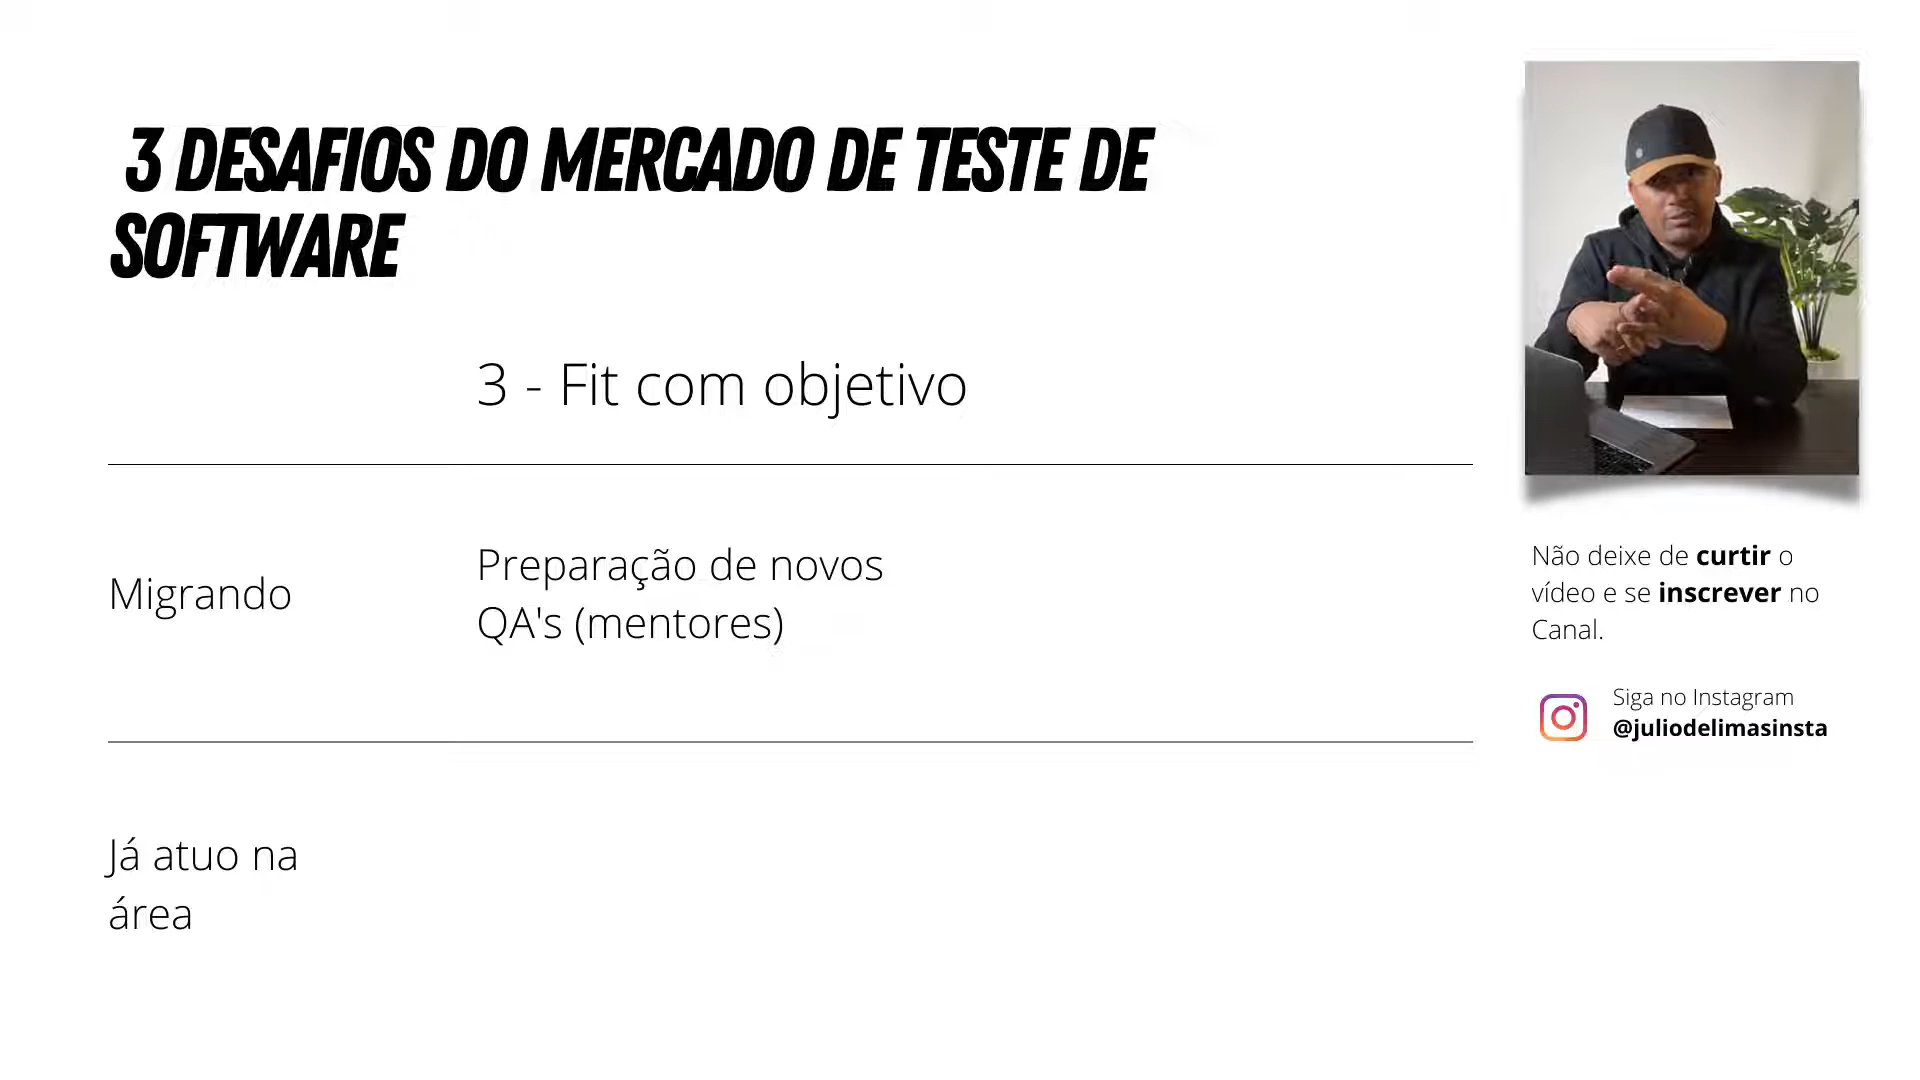 3 DESAFIOS DO MERCADO DE TESTE DE
SOFTWARE
3 - Fit com objetivo
Migrando
Preparação de novos
QA's (mentores)
Já atuo na
área
Não deixe de curtir o
vídeo e se inscrever no
Canal.
Siga no Instagram
@juliodelimasinsta